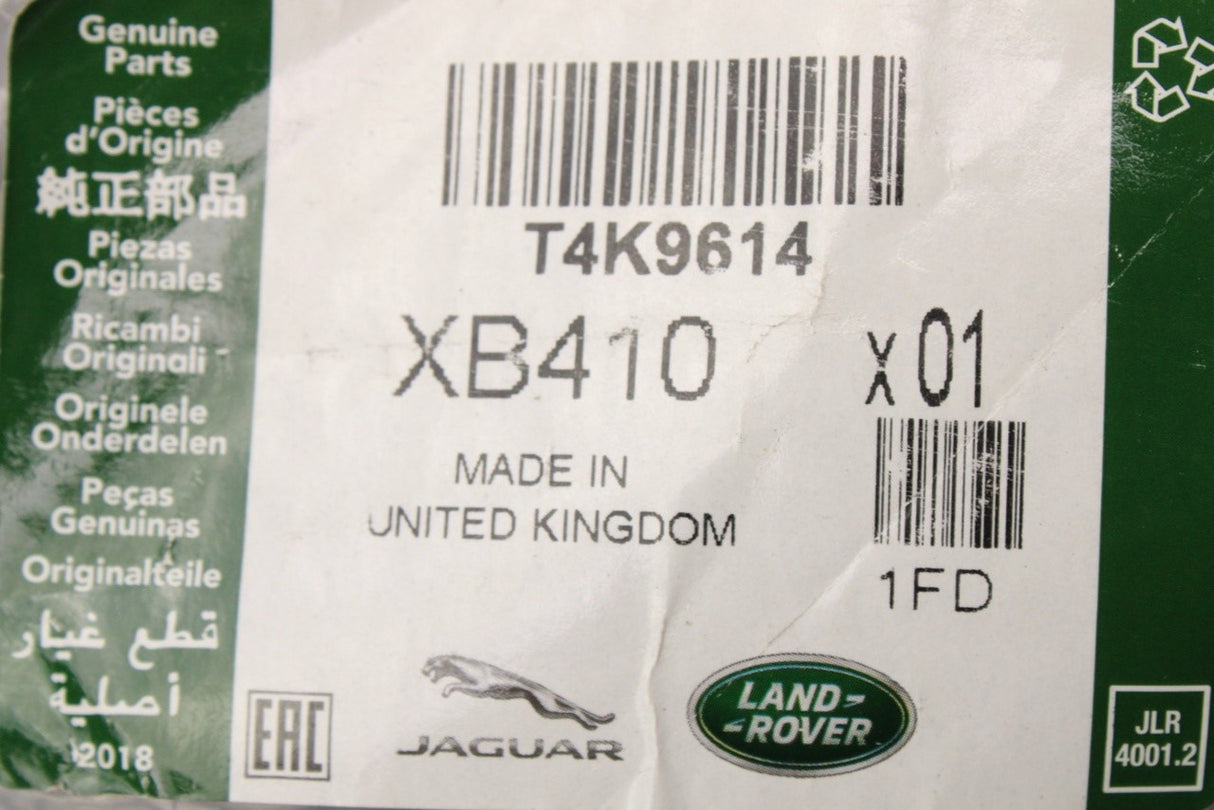 Genuine
Parts
Pièces
d'Origine
純正部品
Piezas
Originales
Ricambi
Originali
Originele
Onderdelen
Peças
Genuinas
Originalteile
قطع غيار
أصلية
2018
T4K9614
XB410
x01
MADE IN
UNITED KINGDOM
1FD
EAC
JAGUAR
LAND
ROVER
JLR
4001.2